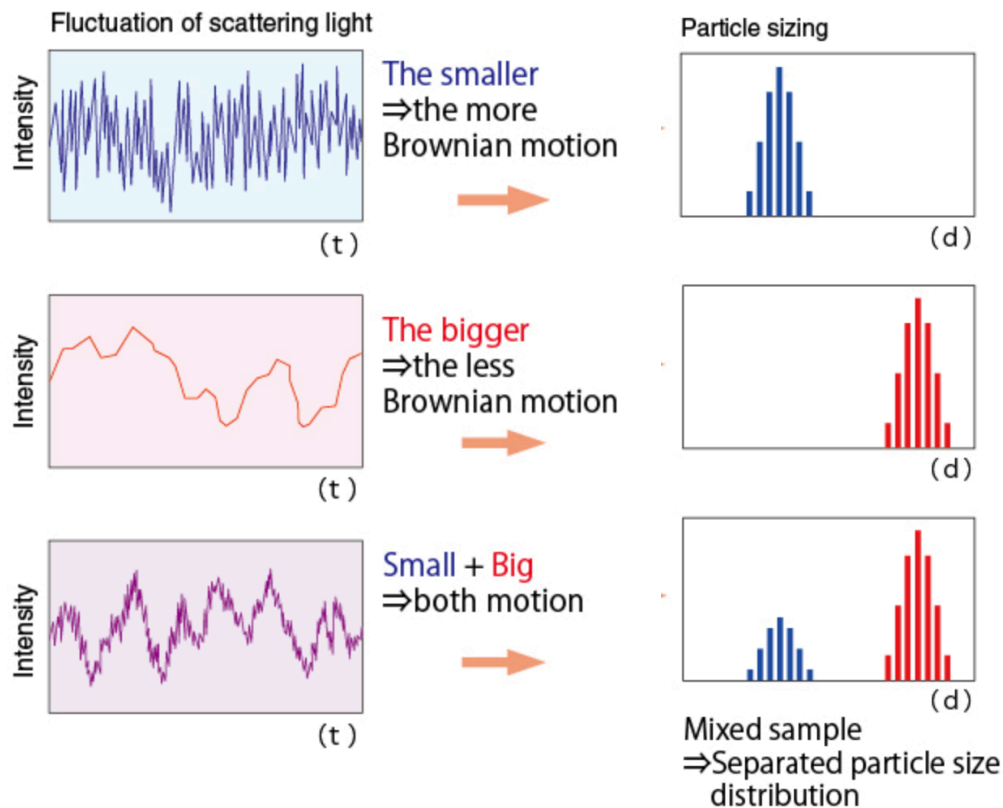 Fluctuation of scattering light
Particle sizing
Intensity
The smaller
⇒the more
Brownian motion
(t)
(d)
Intensity
The bigger
⇒the less
Brownian motion
(t)
(d)
Intensity
Small + Big
⇒both motion
(t)
(d)
Mixed sample
⇒Separated particle size
distribution